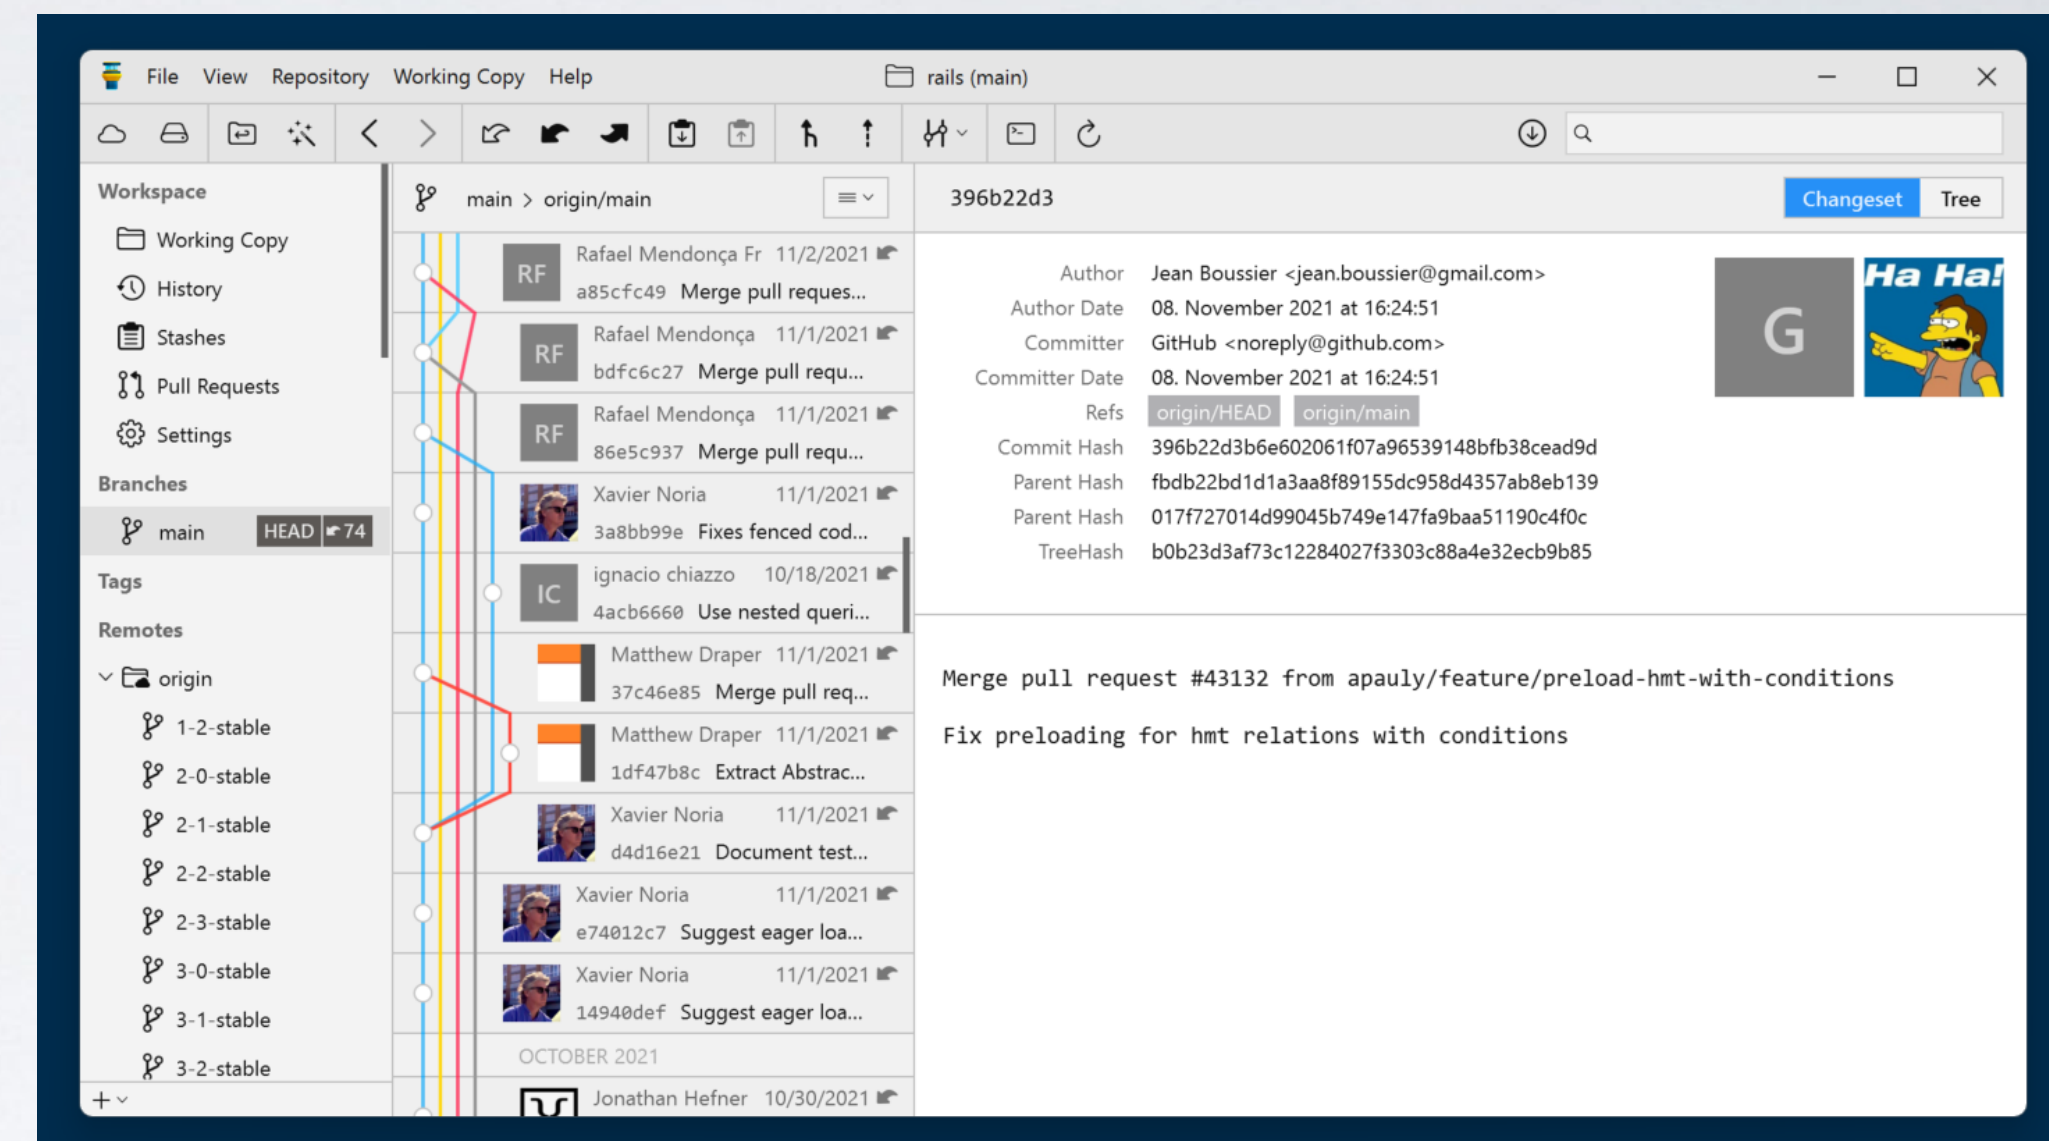 File View Repository Working Copy Help
rails (main)
Workspace
Working Copy
History
Stashes
Pull Requests
Settings
Branches
main HEAD 74
Tags
Remotes
origin
1-2-stable
2-0-stable
2-1-stable
2-2-stable
2-3-stable
3-0-stable
3-1-stable
3-2-stable
main > origin/main
RF
Rafael Mendonça Fr 11/2/2021
a85cfc49 Merge pull reques...
RF
Rafael Mendonça 11/1/2021
bdfc6c27 Merge pull requ...
RF
Rafael Mendonça 11/1/2021
86e5c937 Merge pull requ...
Xavier Noria 11/1/2021
3a8bb99e Fixes fenced cod...
IC
ignacio chiazzo 10/18/2021
4acb6660 Use nested queri...
Matthew Draper 11/1/2021
37c46e85 Merge pull req...
Matthew Draper 11/1/2021
1df47b8c Extract Abstrac...
Xavier Noria 11/1/2021
d4d16e21 Document test...
Xavier Noria 11/1/2021
e74012c7 Suggest eager loa...
Xavier Noria 11/1/2021
14940def Suggest eager loa...
OCTOBER 2021
Jonathan Hefner 10/30/2021
396b22d3
Changeset Tree
Author Jean Boussier <jean.boussier@gmail.com>
Author Date 08. November 2021 at 16:24:51
Committer GitHub <noreply@github.com>
Committer Date 08. November 2021 at 16:24:51
Refs origin/HEAD origin/main
Commit Hash 396b22d3b6e602061f07a96539148bfb38cead9d
Parent Hash fbdb22bd1d1a3aa8f89155dc958d4357ab8eb139
Parent Hash 017f727014d99045b749e147fa9baa51190c4f0c
TreeHash b0b23d3af73c12284027f3303c88a4e32ecb9b85
G
Ha Ha!
Merge pull request #43132 from apauly/feature/preload-hmt-with-conditions
Fix preloading for hmt relations with conditions